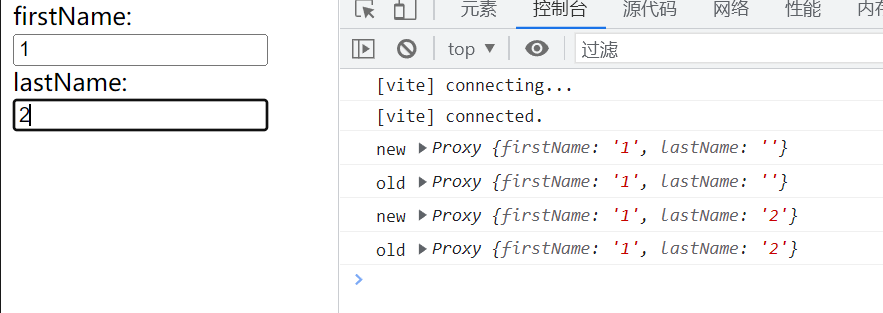 firstName:
1
lastName:
2
元素 控制台 源代码 网络 性能
top ▼ 过滤
[vite] connecting...
[vite] connected.
new ▶Proxy {firstName: '1', lastName: ''}
old ▶Proxy {firstName: '1', lastName: ''}
new ▶Proxy {firstName: '1', lastName: '2'}
old ▶Proxy {firstName: '1', lastName: '2'}
>